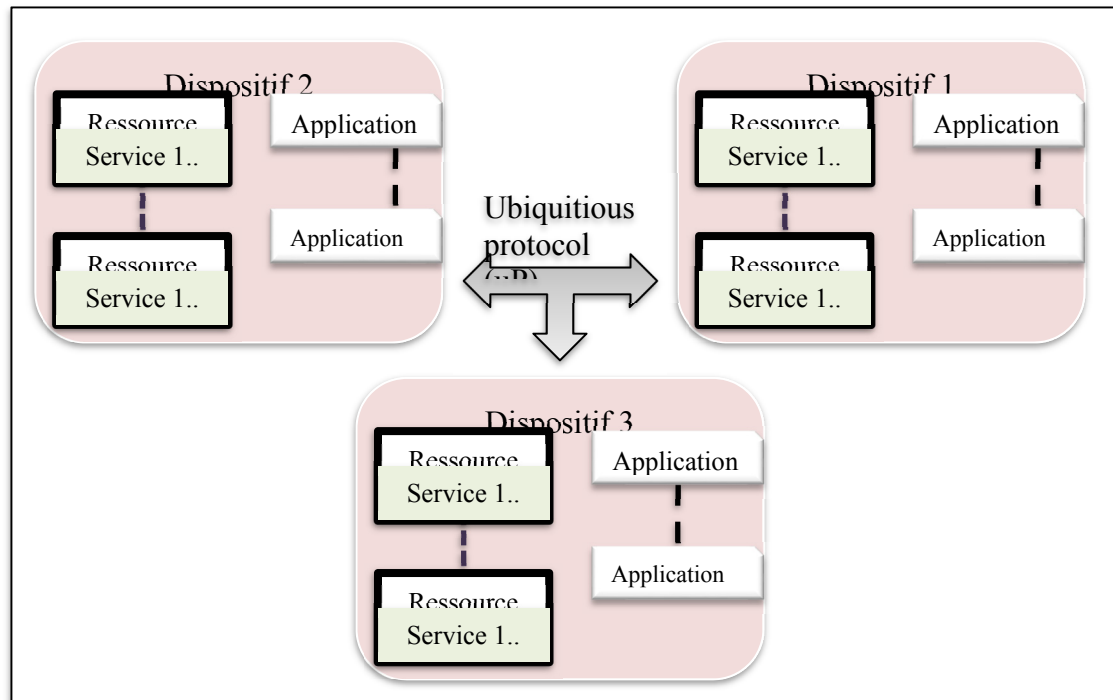 Dispositif 2
Ressource
Service 1..
Application
Ressource
Service 1..
Application
Dispositif 1
Ressource
Service 1..
Application
Ressource
Service 1..
Application
Ubiquitious
protocol
(uP)
Dispositif 3
Ressource
Service 1..
Application
Ressource
Service 1..
Application